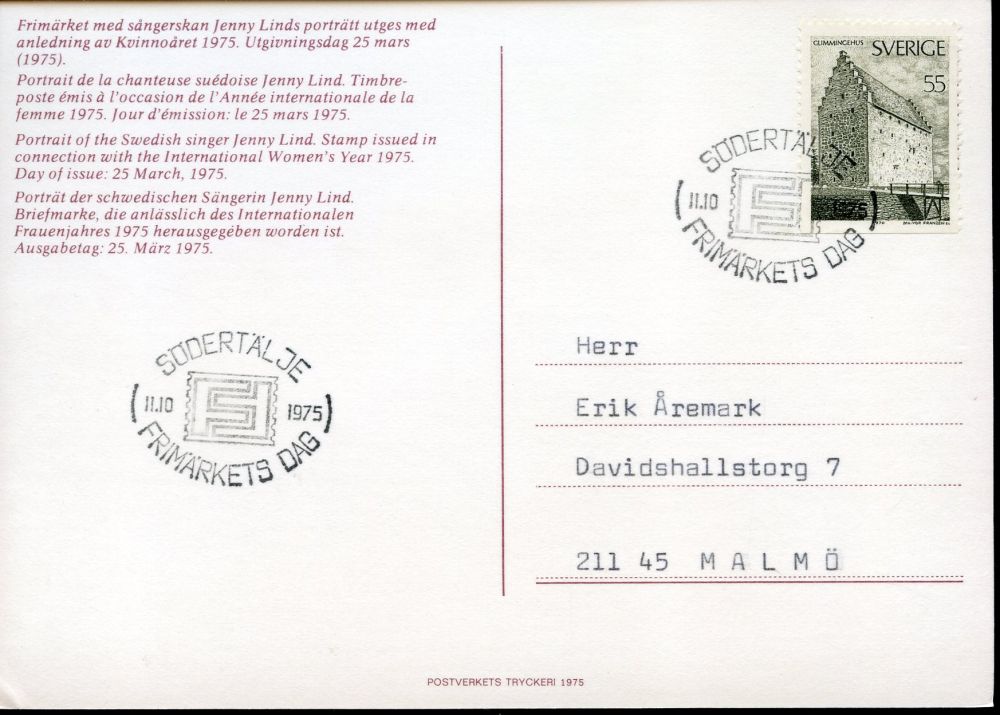 Frimärket med sångerskan Jenny Linds porträtt utges med
anledning av Kvinnoåret 1975. Utgivningsdag 25 mars
(1975).
Portrait de la chanteuse suédoise Jenny Lind. Timbre-
poste émis à l'occasion de l'Année internationale de la
femme 1975. Jour d'émission: le 25 mars 1975.
Portrait of the Swedish singer Jenny Lind. Stamp issued in
connection with the International Women's Year 1975.
Day of issue: 25 March, 1975.
Porträt der schwedischen Sängerin Jenny Lind.
Briefmarke, die anlässlich des Internationalen
Frauenjahres 1975 herausgegeben worden ist.
Ausgabetag: 25. März 1975.
SÖDERTÄLJE
11.10 1975
FRIMÄRKETS DAG
GLIMMINGEHUS
SVERIGE
55
SÖDERTÄLJE
11.10 1975
FRIMÄRKETS DAG
Herr
Erik Åremark
Davidshallstorg 7
211 45 M A L M Ö
POSTVERKETS TRYCKERI 1975